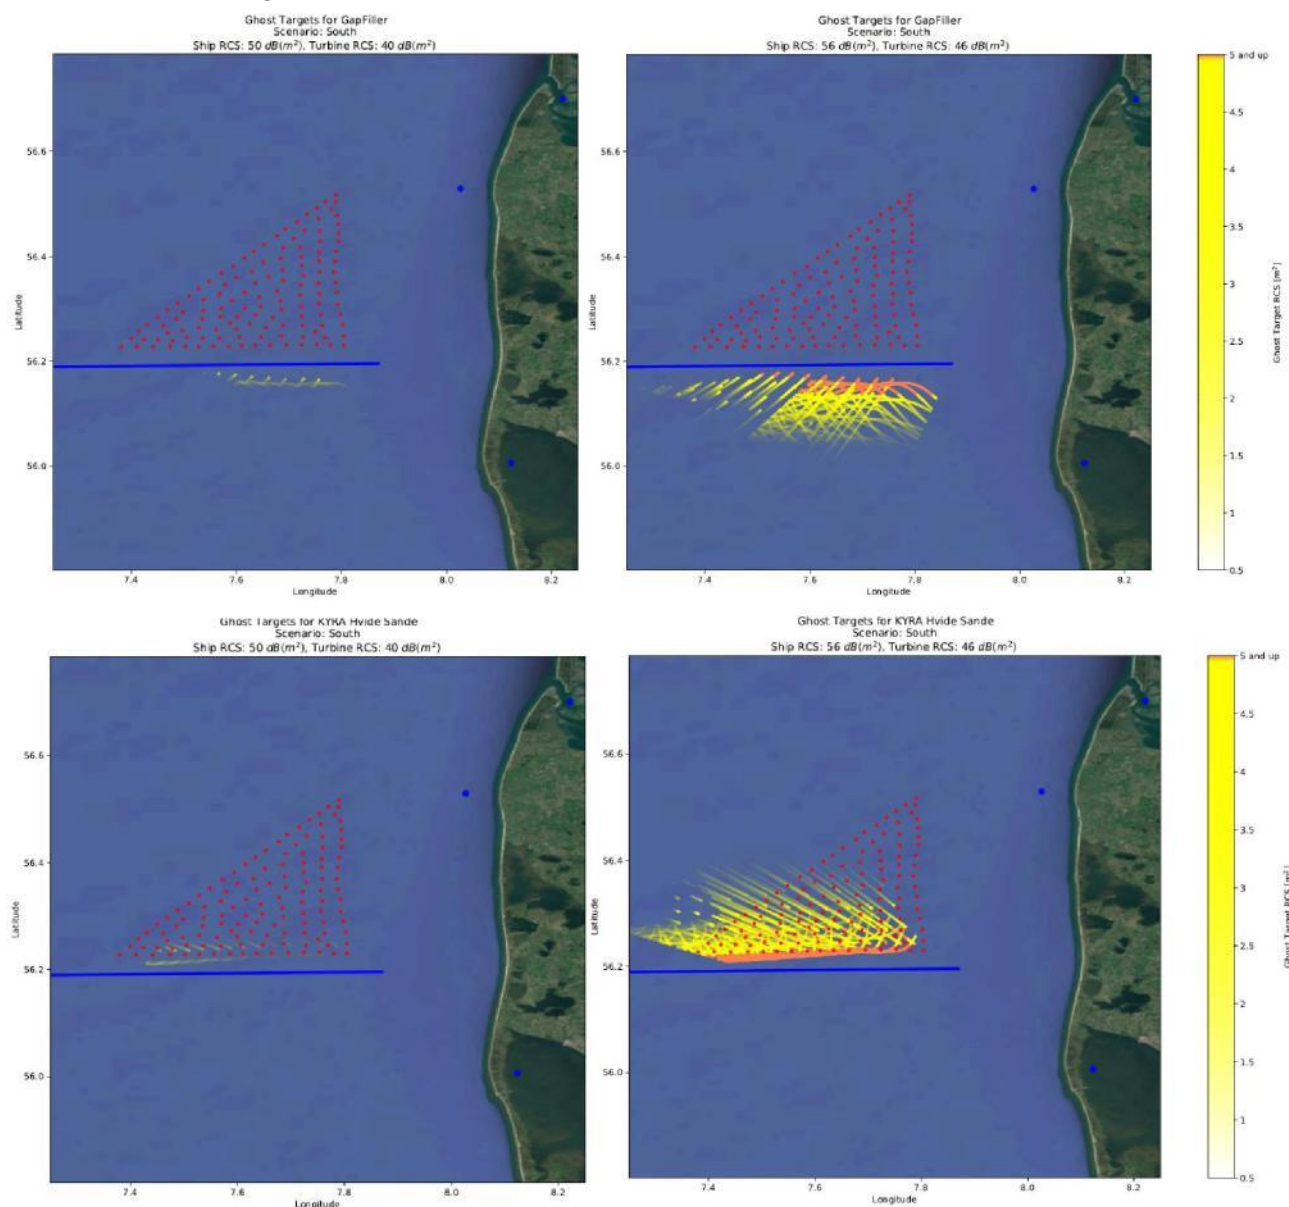 Ghost Targets for GapFiller
Scenario: South
Ship RCS: 50 dB(m²), Turbine RCS: 40 dB(m²)
Latitude
56.6
56.4
56.2
56.0
7.4 7.6 7.8 8.0 8.2
Longitude
Ghost Targets for GapFiller
Scenario: South
Ship RCS: 56 dB(m²), Turbine RCS: 46 dB(m²)
Latitude
56.6
56.4
56.2
56.0
7.4 7.6 7.8 8.0 8.2
Longitude
5 and up
4.5
4
3.5
3
2.5
2
1.5
1
0.5
Ghost Target RCS [m²]
Ghost Targets for KYRA Hvide Sande
Scenario: South
Ship RCS: 50 dB(m²), Turbine RCS: 40 dB(m²)
Latitude
56.6
56.4
56.2
56.0
7.4 7.6 7.8 8.0 8.2
Longitude
Ghost Targets for KYRA Hvide Sande
Scenario: South
Ship RCS: 56 dB(m²), Turbine RCS: 46 dB(m²)
Latitude
56.6
56.4
56.2
56.0
7.4 7.6 7.8 8.0 8.2
Longitude
5 and up
4.5
4
3.5
3
2.5
2
1.5
1
0.5
Ghost Target RCS [m²]